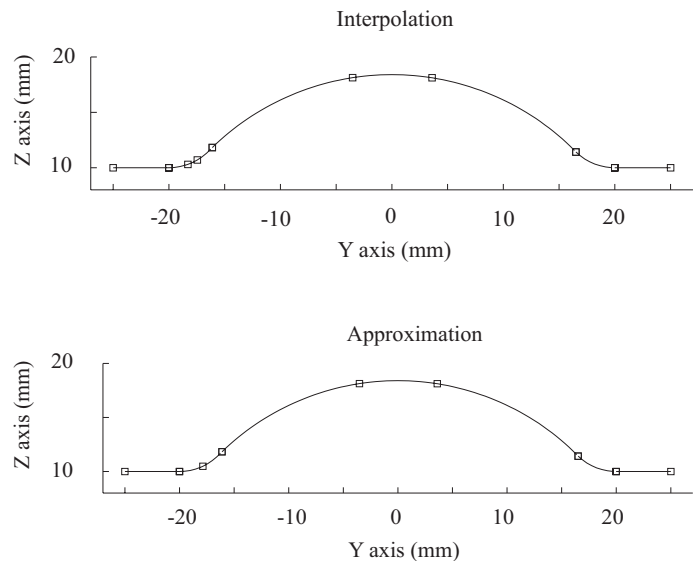 Interpolation
20
Z axis (mm)
10
-20 -10 0 10 20
Y axis (mm)
Approximation
20
Z axis (mm)
10
-20 -10 0 10 20
Y axis (mm)